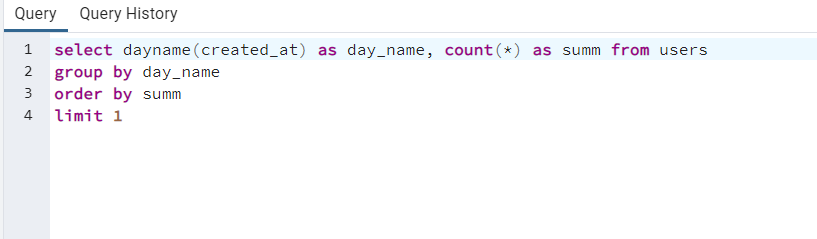 Query Query History
1 select dayname(created_at) as day_name, count(*) as summ from users
2 group by day_name
3 order by summ
4 limit 1